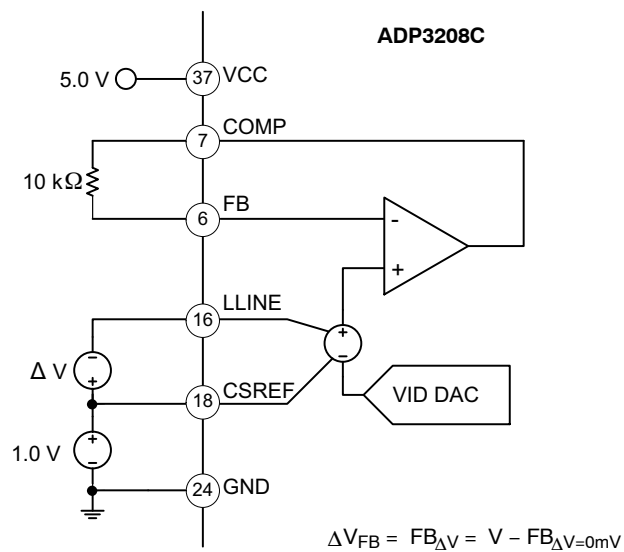 ADP3208C
5.0 V
37 VCC
7 COMP
10 kΩ
6 FB
-
+
16 LLINE
+
-
-
Δ V
+
18 CSREF
VID DAC
+
1.0 V
-
24 GND
ΔV_FB = FB_ΔV = V − FB_ΔV=0mV